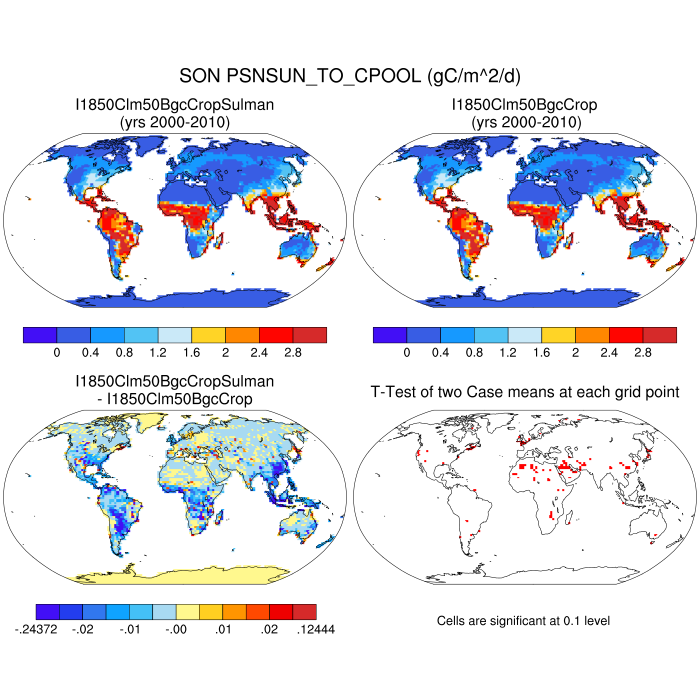 SON PSNSUN_TO_CPOOL (gC/m^2/d)
I1850Clm50BgcCropSulman
(yrs 2000-2010)
I1850Clm50BgcCrop
(yrs 2000-2010)
0 0.4 0.8 1.2 1.6 2 2.4 2.8
0 0.4 0.8 1.2 1.6 2 2.4 2.8
I1850Clm50BgcCropSulman
- I1850Clm50BgcCrop
T-Test of two Case means at each grid point
-.24372 -.02 -.01 -.00 .01 .02 .12444
Cells are significant at 0.1 level